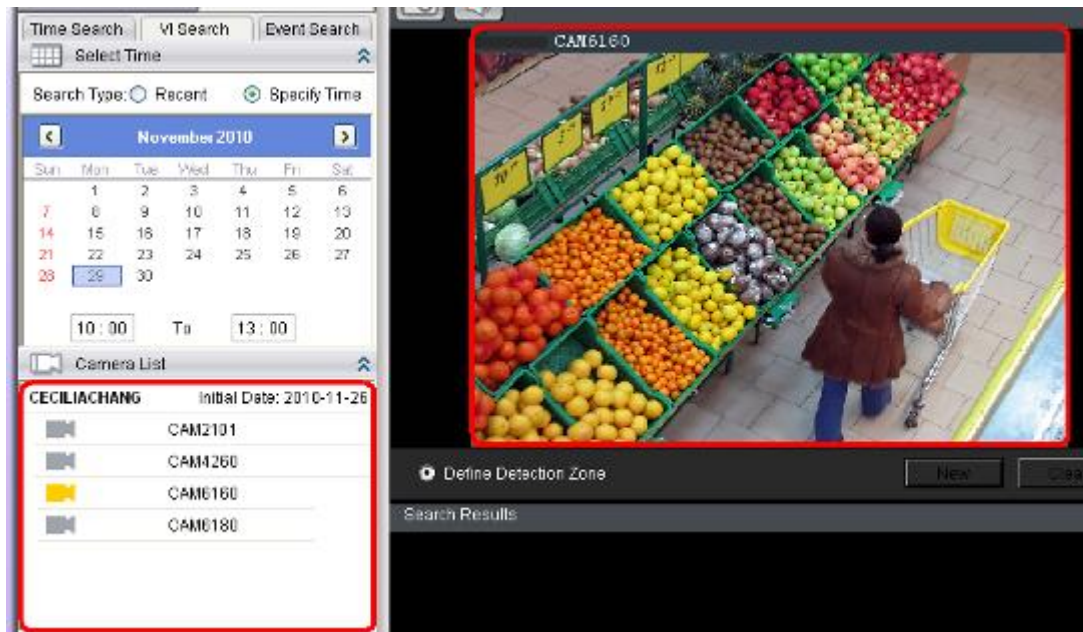 Time Search VI Search Event Search
Select Time
Search Type: Recent Specify Time
November 2010
Sun Mon Tue Wed Thu Fri Sat
1 2 3 4 5 6
7 8 9 10 11 12 13
14 15 16 17 18 19 20
21 22 23 24 25 26 27
28 29 30
10 : 00 To 13 : 00
Camera List
CECILIACHANG Initial Date: 2010-11-26
CAM2101
CAM4260
CAM6160
CAM6180
CAM6160
Define Detection Zone New
Search Results